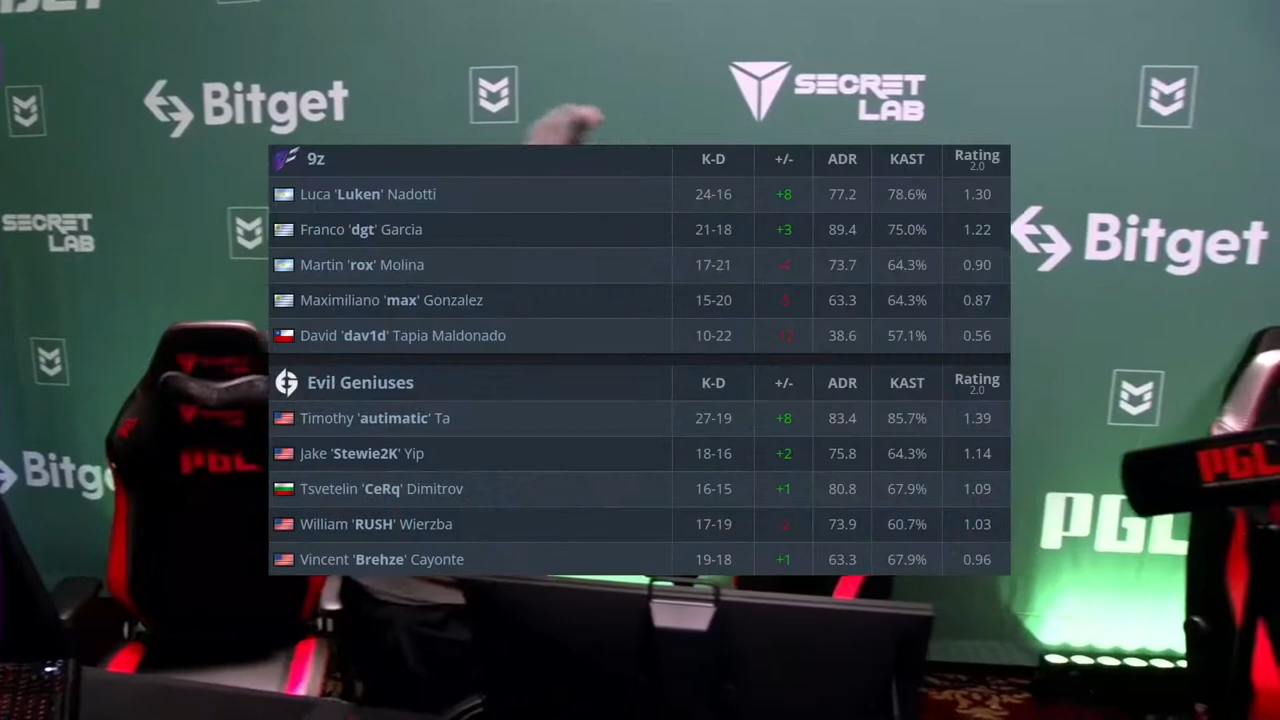 Bitget
SECRET
LAB
SECRET
LAB
Bitget
Bitget
PGL
PGL
PGL
9z K-D +/- ADR KAST Rating 2.0
Luca 'Luken' Nadotti 24-16 +8 77.2 78.6% 1.30
Franco 'dgt' Garcia 21-18 +3 89.4 75.0% 1.22
Martin 'rox' Molina 17-21 -4 73.7 64.3% 0.90
Maximiliano 'max' Gonzalez 15-20 -5 63.3 64.3% 0.87
David 'dav1d' Tapia Maldonado 10-22 -12 38.6 57.1% 0.56
Evil Geniuses K-D +/- ADR KAST Rating 2.0
Timothy 'autimatic' Ta 27-19 +8 83.4 85.7% 1.39
Jake 'Stewie2K' Yip 18-16 +2 75.8 64.3% 1.14
Tsvetelin 'CeRq' Dimitrov 16-15 +1 80.8 67.9% 1.09
William 'RUSH' Wierzba 17-19 -2 73.9 60.7% 1.03
Vincent 'Brehze' Cayonte 19-18 +1 63.3 67.9% 0.96